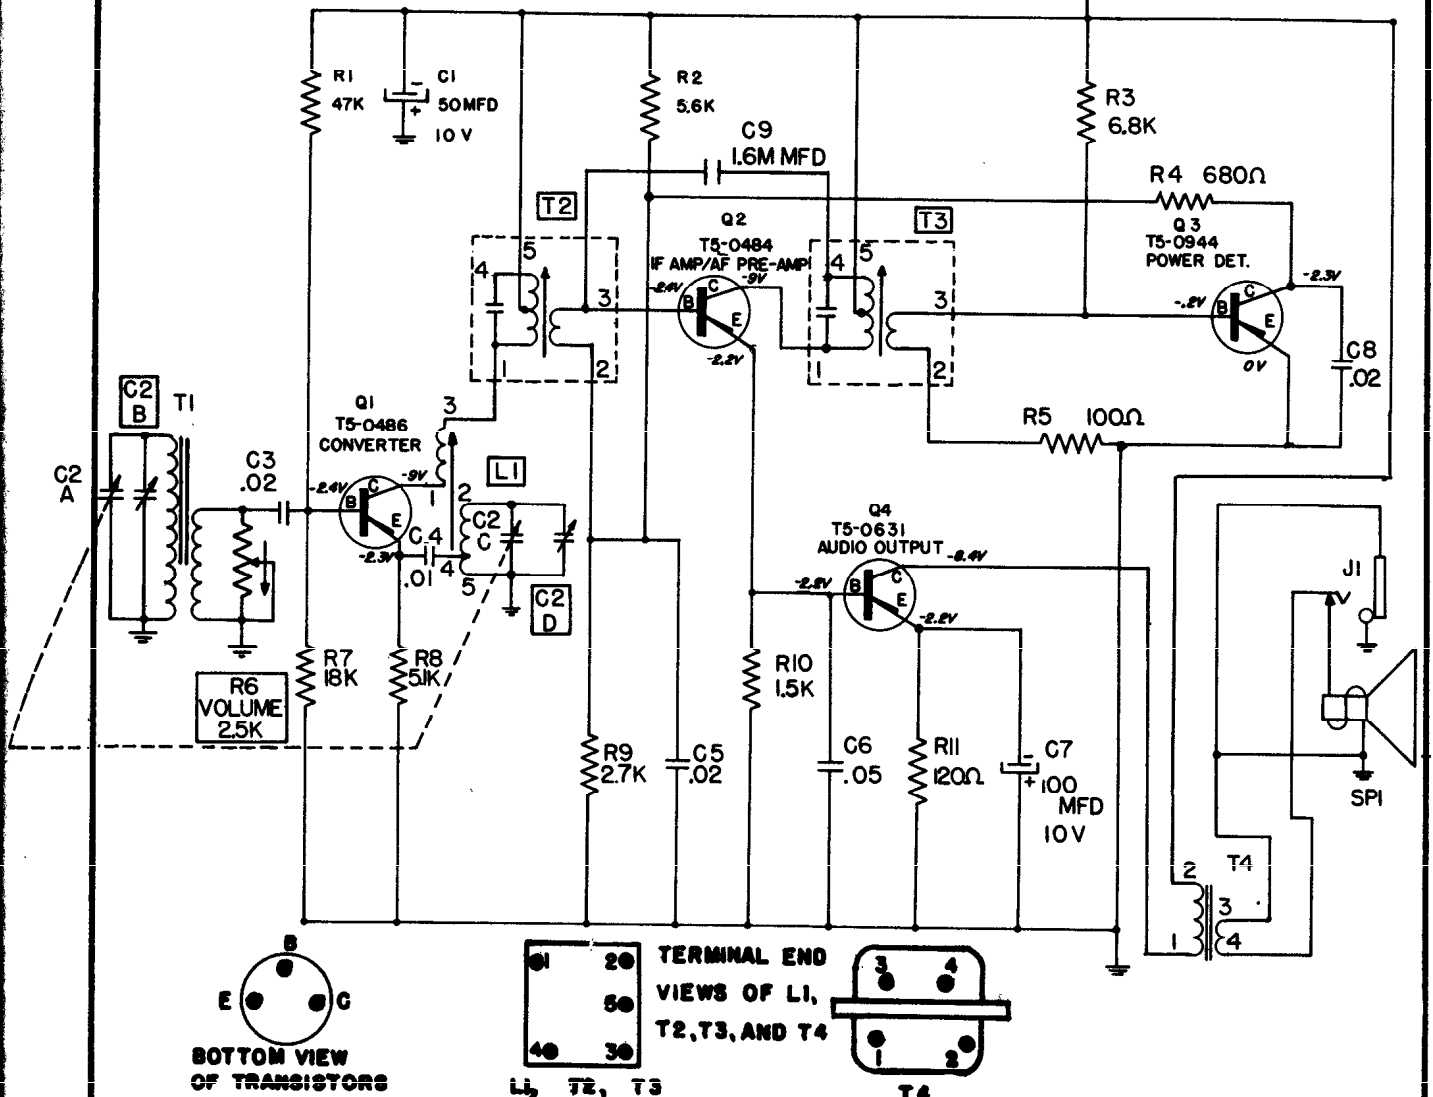 R1
47K
C1
50MFD
10V
-
+
R2
5.6K
C9
1.6M MFD
R3
6.8K
R4 680Ω
T2
Q2
T5-0484
IF AMP/AF PRE-AMP
T3
Q3
T5-0944
POWER DET.
4
5
3
1
2
-2.4V
B
C
-9V
E
-2.2V
4
5
3
1
2
-.2V
B
C
-2.3V
E
0V
C8
.02
R5 100Ω
C2
B
T1
C2
A
C3
.02
Q1
T5-0486
CONVERTER
3
-2.4V
B
C
-9V
1
E
-2.3V
L1
2
C2
C
C4
.01
4
5
C2
D
Q4
T5-0631
AUDIO OUTPUT
-8.4V
-2.2V
B
C
E
-2.2V
J1
R6
VOLUME
2.5K
R7
18K
R8
5.1K
R9
2.7K
C5
.02
R10
1.5K
C6
.05
R11
120Ω
-
+
C7
100
MFD
10V
SP1
2
T4
3
1
4
B
E
C
BOTTOM VIEW
OF TRANSISTORS
1
2
5
4
3
L1, T2, T3
TERMINAL END
VIEWS OF L1,
T2,T3, AND T4
3
4
1
2
T4